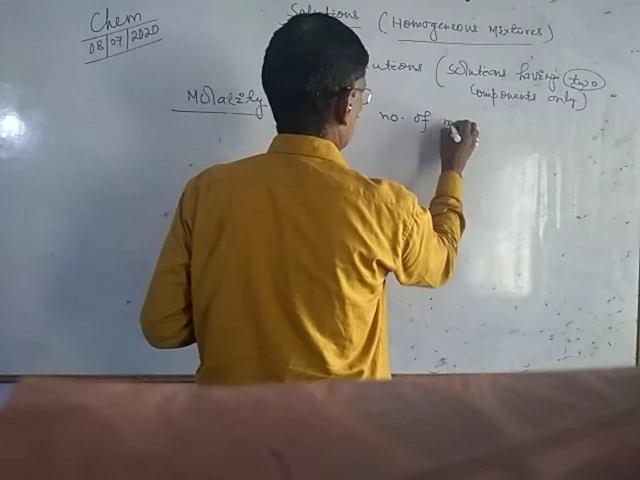 Chem
08/07/2020
Solutions (Homogeneous Mixtures)
utions (Solutions having two
components only)
Molality
no. of